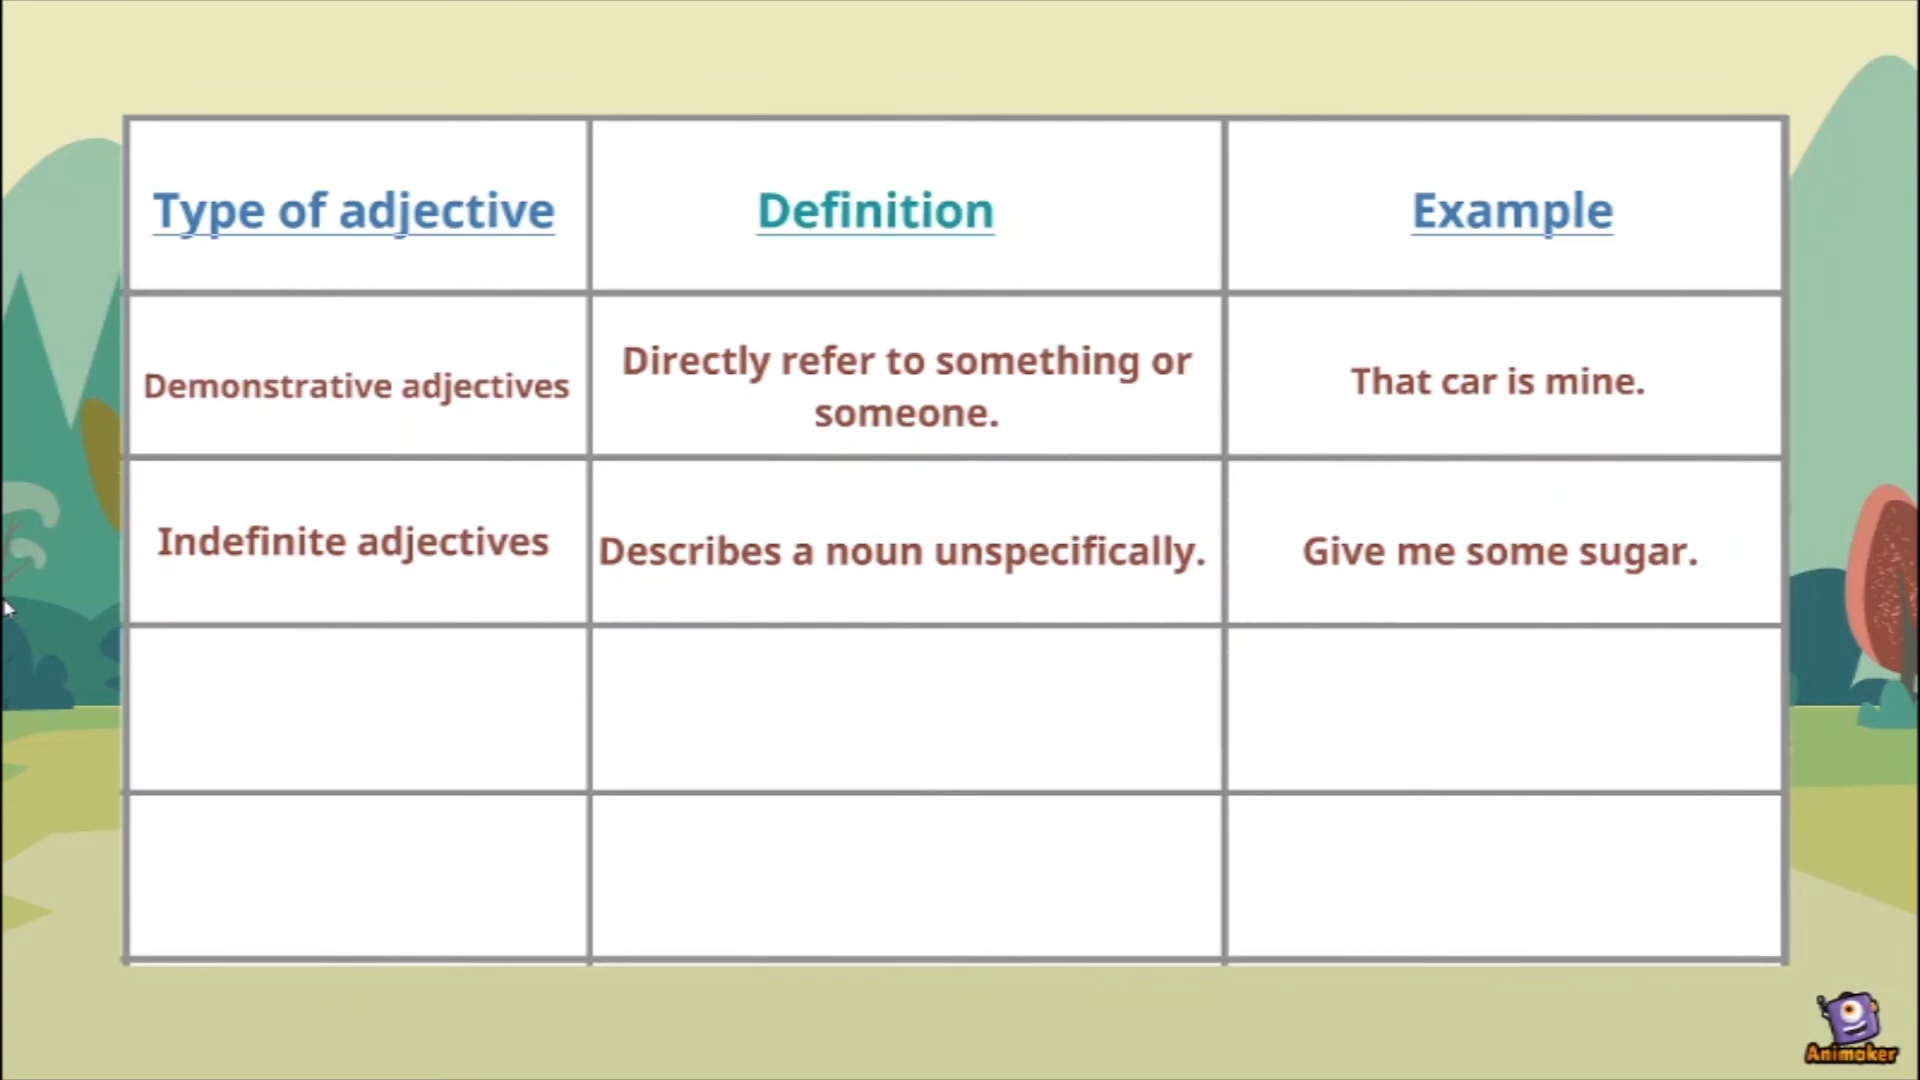 Type of adjective
Definition
Example
Demonstrative adjectives
Directly refer to something or
someone.
That car is mine.
Indefinite adjectives
Describes a noun unspecifically.
Give me some sugar.
Animaker